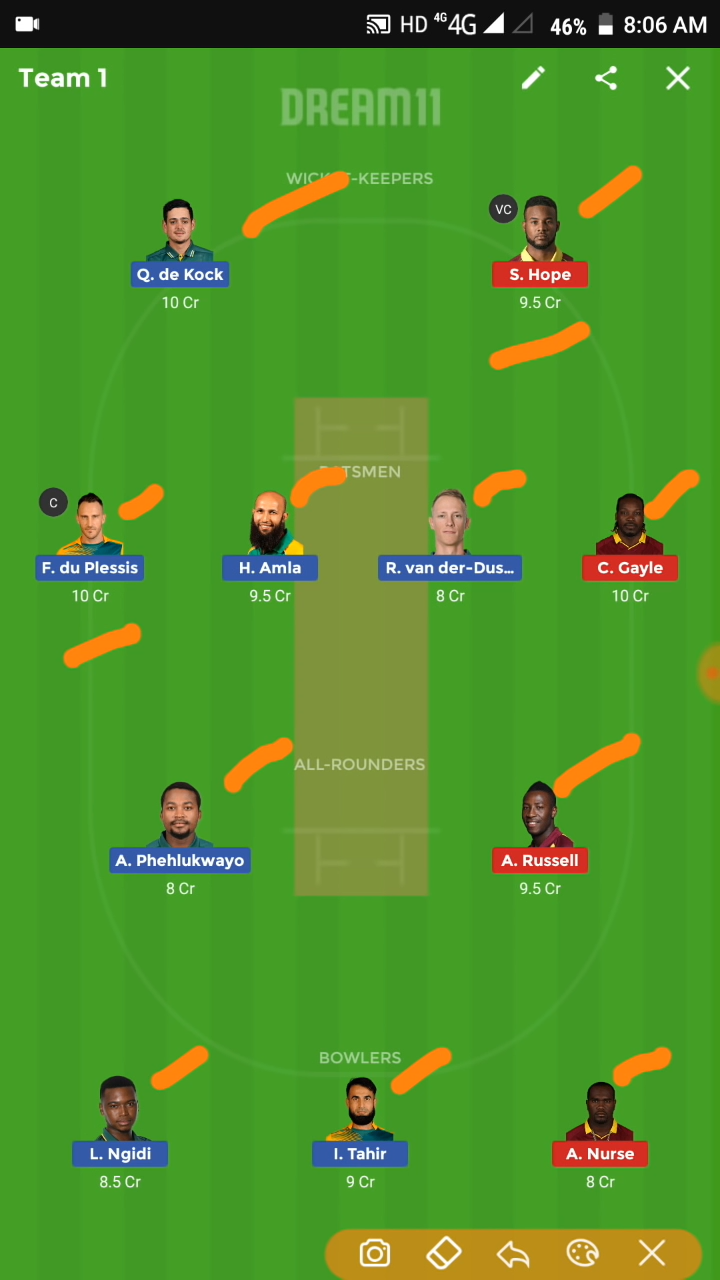 HD 4G 4G 46% 8:06 AM
Team 1
DREAM11
WICKET-KEEPERS
VC
Q. de Kock S. Hope
10 Cr 9.5 Cr
BATSMEN
C
F. du Plessis H. Amla R. van der-Dus... C. Gayle
10 Cr 9.5 Cr 8 Cr 10 Cr
ALL-ROUNDERS
A. Phehlukwayo A. Russell
8 Cr 9.5 Cr
BOWLERS
L. Ngidi I. Tahir A. Nurse
8.5 Cr 9 Cr 8 Cr